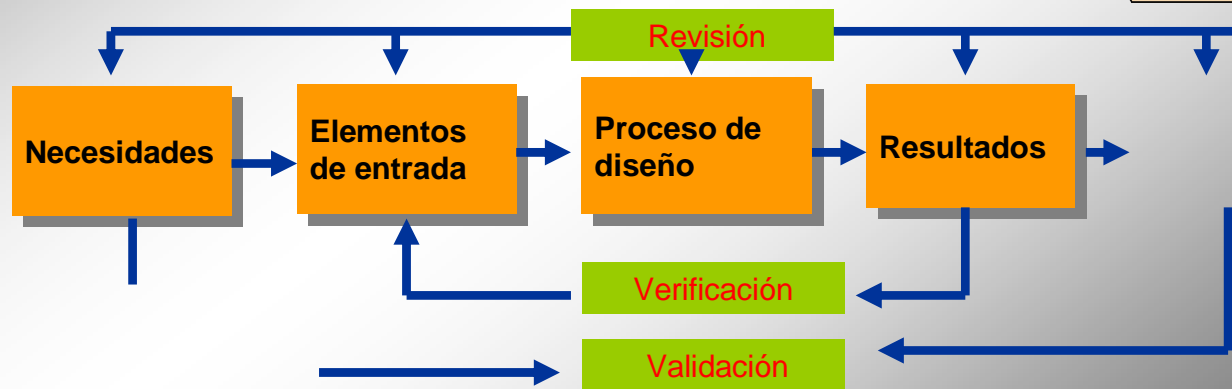 Revisión
Necesidades
Elementos
de entrada
Proceso de
diseño
Resultados
Verificación
Validación